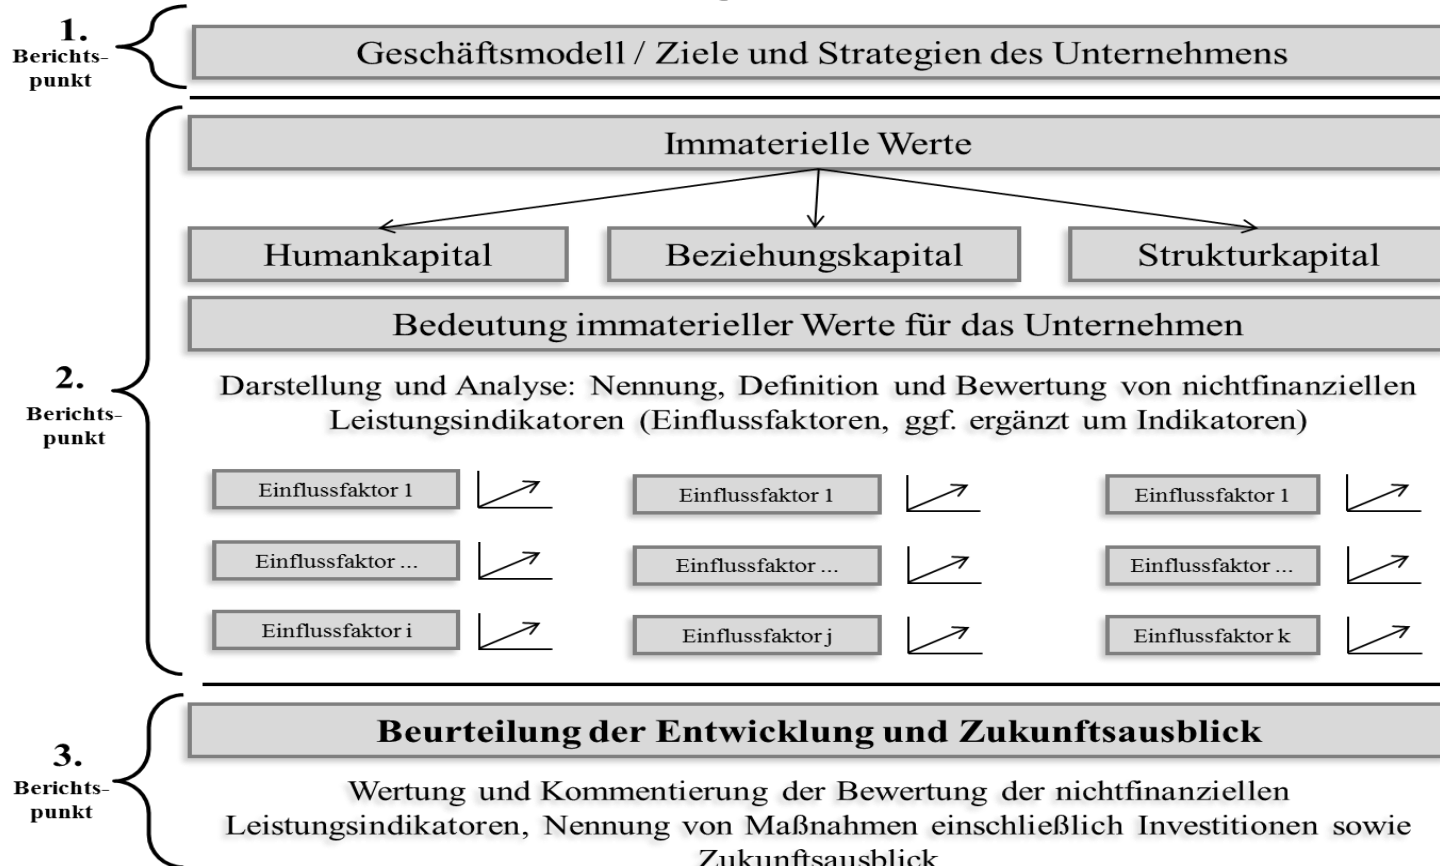 1.
Berichts-
punkt
Geschäftsmodell / Ziele und Strategien des Unternehmens
2.
Berichts-
punkt
Immaterielle Werte
Humankapital
Beziehungskapital
Strukturkapital
Bedeutung immaterieller Werte für das Unternehmen
Darstellung und Analyse: Nennung, Definition und Bewertung von nichtfinanziellen
Leistungsindikatoren (Einflussfaktoren, ggf. ergänzt um Indikatoren)
Einflussfaktor 1
Einflussfaktor 1
Einflussfaktor 1
Einflussfaktor ...
Einflussfaktor ...
Einflussfaktor ...
Einflussfaktor i
Einflussfaktor j
Einflussfaktor k
3.
Berichts-
punkt
Beurteilung der Entwicklung und Zukunftsausblick
Wertung und Kommentierung der Bewertung der nichtfinanziellen
Leistungsindikatoren, Nennung von Maßnahmen einschließlich Investitionen sowie
Zukunftsausblick